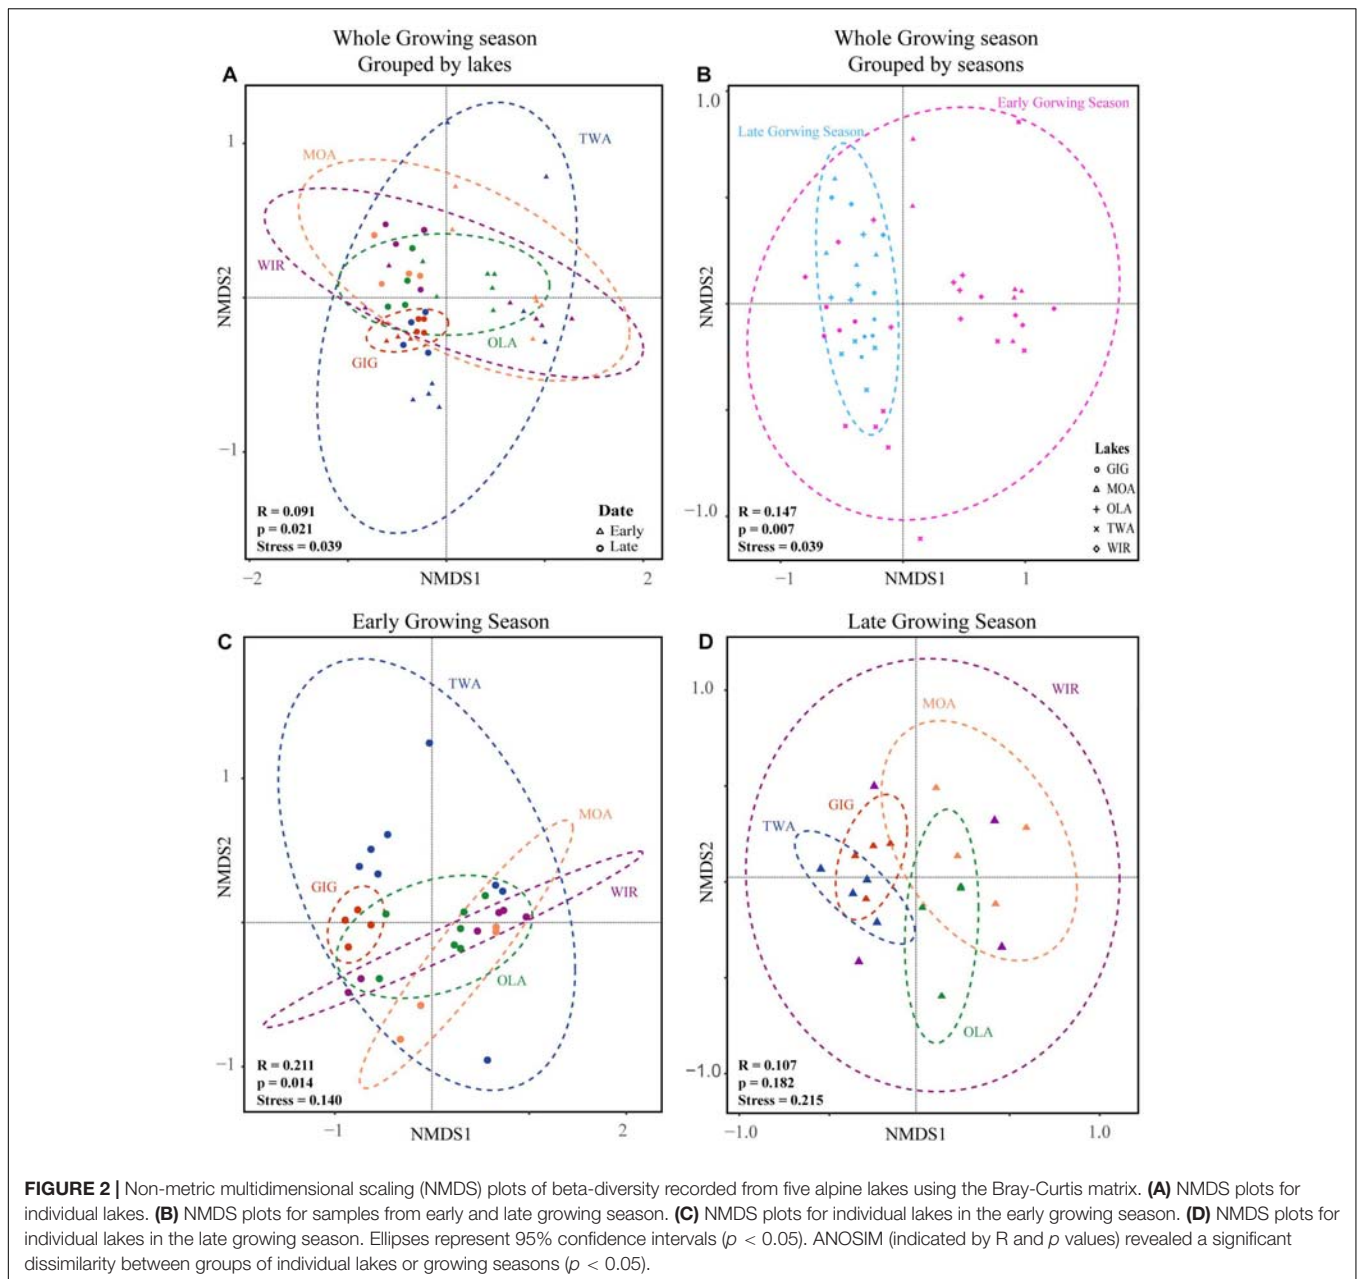 Whole Growing season
Grouped by lakes
A
1
−1
NMDS2
TWA
MOA
WIR
OLA
GIG
R = 0.091
p = 0.021
Stress = 0.039
Date
Early
Late
−2
NMDS1
2
Whole Growing season
Grouped by seasons
B
1.0
−1.0
NMDS2
Early Gorwing Season
Late Gorwing Season
Lakes
GIG
MOA
OLA
TWA
WIR
R = 0.147
p = 0.007
Stress = 0.039
−1
NMDS1
1
Early Growing Season
C
1
−1
NMDS2
TWA
MOA
GIG
WIR
OLA
R = 0.211
p = 0.014
Stress = 0.140
−1
NMDS1
2
Late Growing Season
D
1.0
−1.0
NMDS2
WIR
MOA
GIG
TWA
OLA
R = 0.107
p = 0.182
Stress = 0.215
−1.0
NMDS1
1.0
FIGURE 2 | Non-metric multidimensional scaling (NMDS) plots of beta-diversity recorded from five alpine lakes using the Bray-Curtis matrix. (A) NMDS plots for
individual lakes. (B) NMDS plots for samples from early and late growing season. (C) NMDS plots for individual lakes in the early growing season. (D) NMDS plots for
individual lakes in the late growing season. Ellipses represent 95% confidence intervals (p < 0.05). ANOSIM (indicated by R and p values) revealed a significant
dissimilarity between groups of individual lakes or growing seasons (p < 0.05).